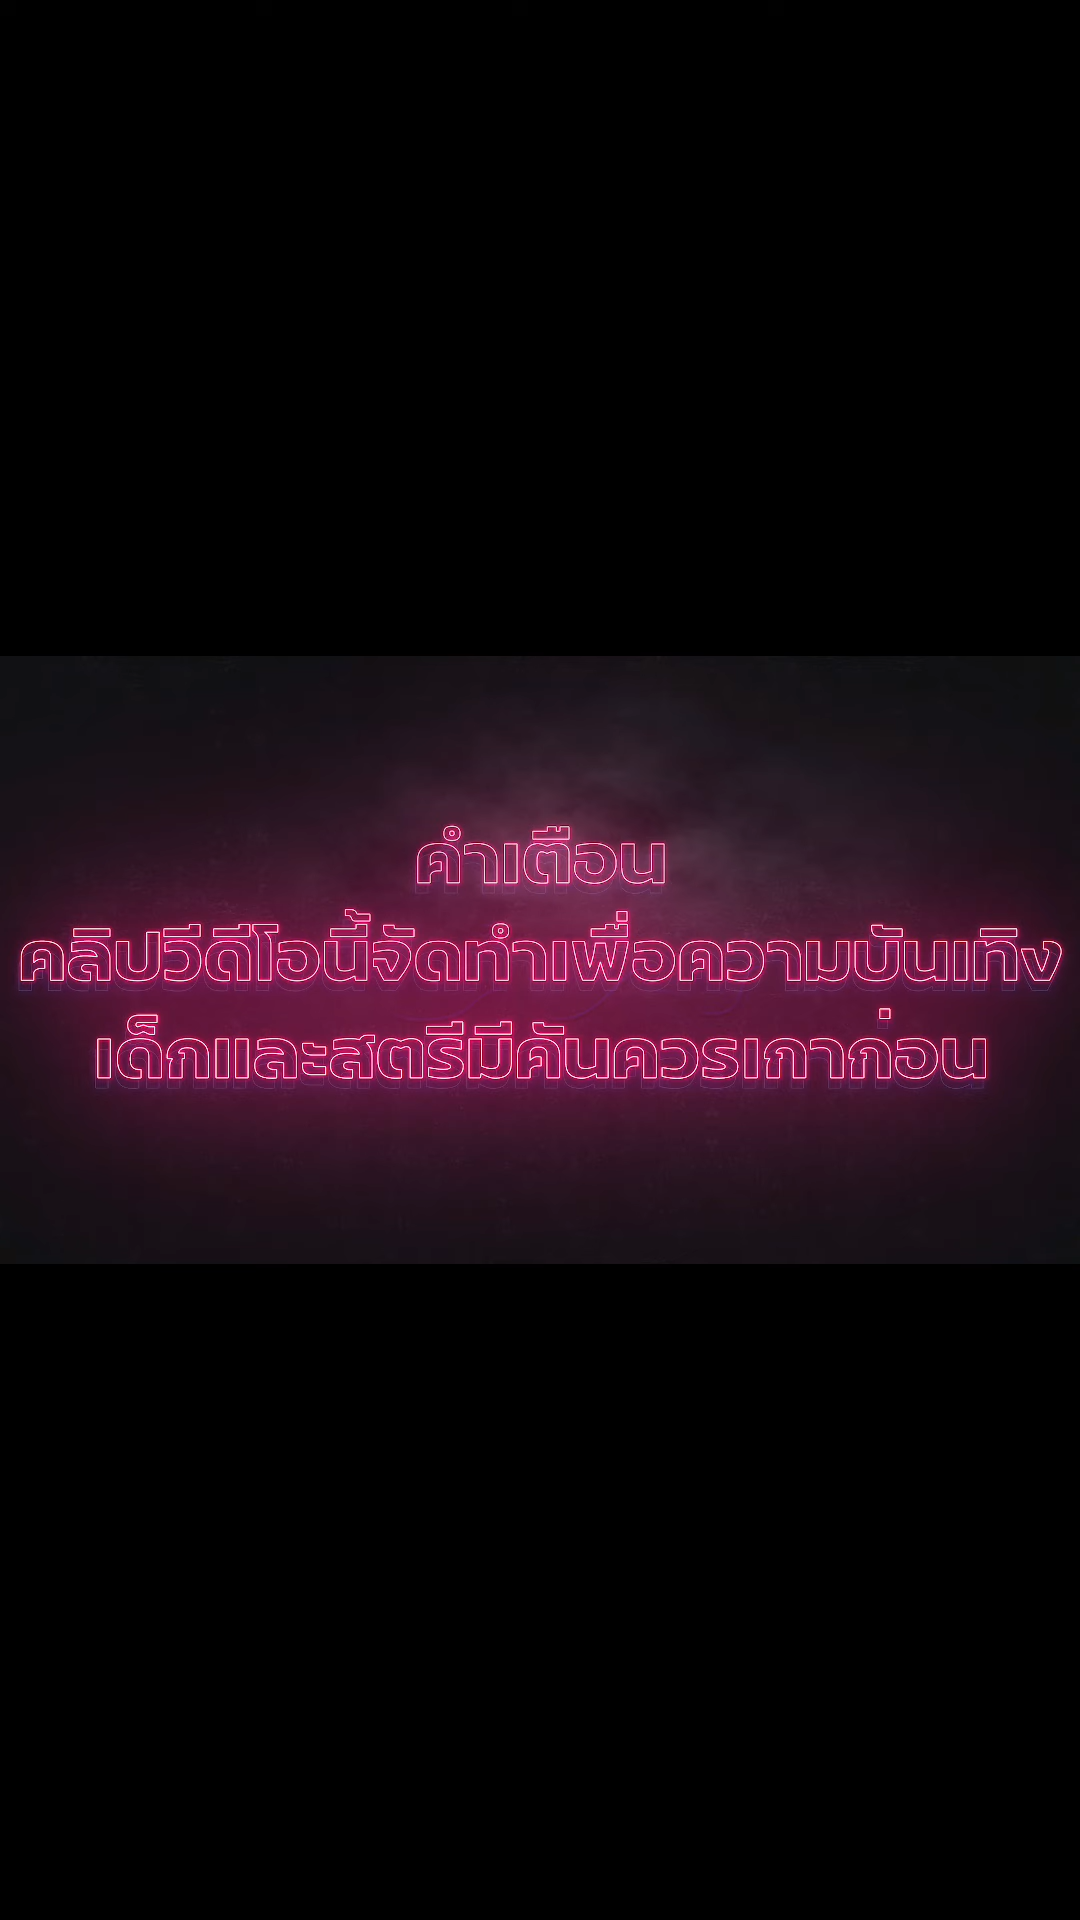 คำเตือน
คลิปวีดีโอนี้จัดทำเพื่อความบันเทิง
เด็กและสตรีมีคันควรเกาก่อน